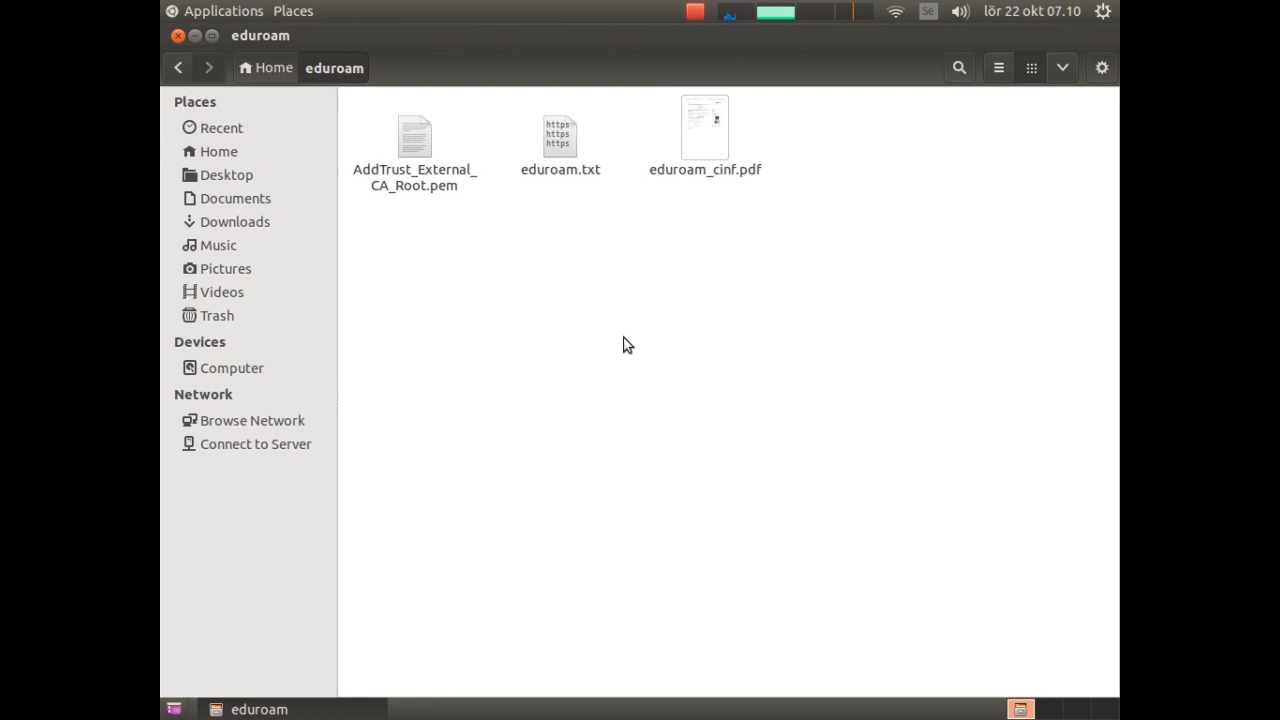 Applications Places
Se lör 22 okt 07.10
eduroam
Home eduroam
Places
Recent
Home
Desktop
Documents
Downloads
Music
Pictures
Videos
Trash
Devices
Computer
Network
Browse Network
Connect to Server
https
https
https
AddTrust_External_
CA_Root.pem
eduroam.txt
eduroam_cinf.pdf
eduroam